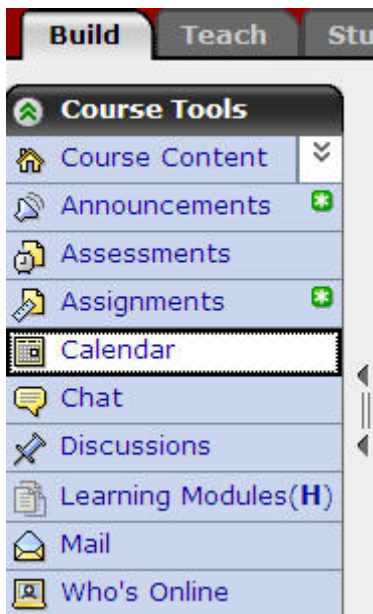 Build Teach Stu
Course Tools
Course Content
Announcements
Assessments
Assignments
Calendar
Chat
Discussions
Learning Modules(H)
Mail
Who's Online